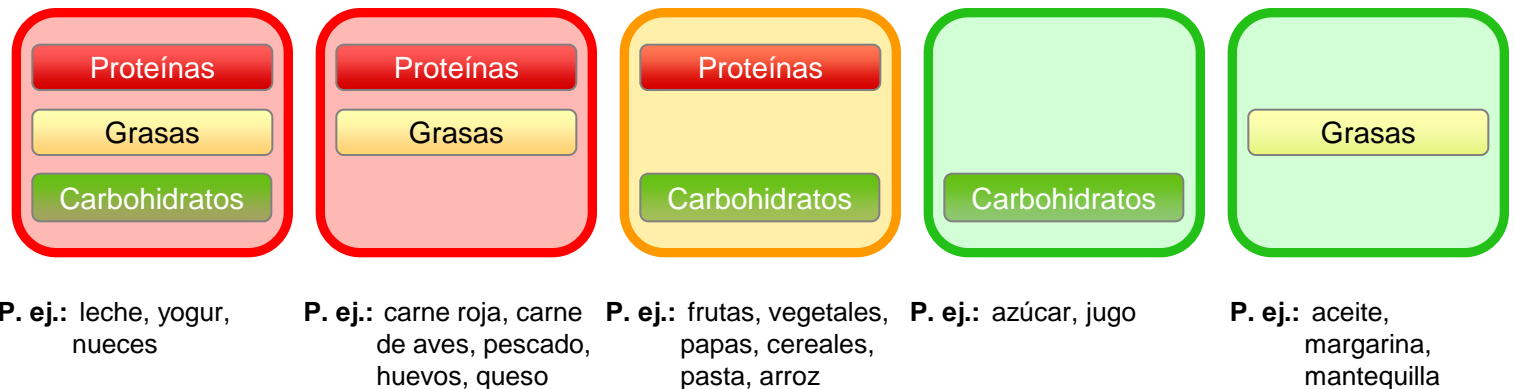 Proteínas
Grasas
Carbohidratos
Proteínas
Grasas
Proteínas
Carbohidratos
Carbohidratos
Grasas
P. ej.: leche, yogur,
nueces
P. ej.: carne roja, carne
de aves, pescado,
huevos, queso
P. ej.: frutas, vegetales,
papas, cereales,
pasta, arroz
P. ej.: azúcar, jugo
P. ej.: aceite,
margarina,
mantequilla